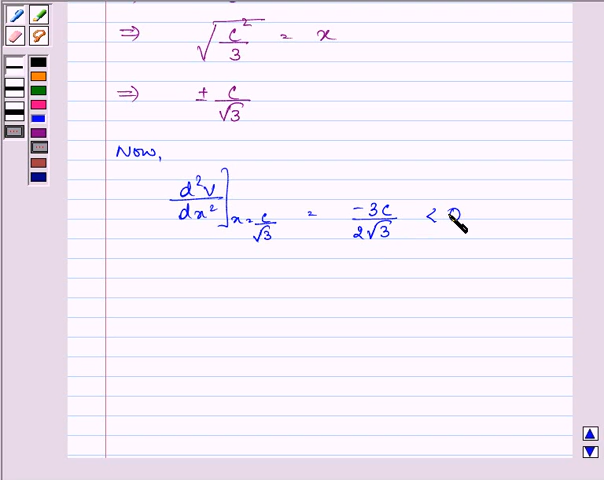 ⇒ √(c²/3) = x
⇒ ± c/√3
Now,
d²v/dx²]x = c/√3 = -3c/2√3 < 0